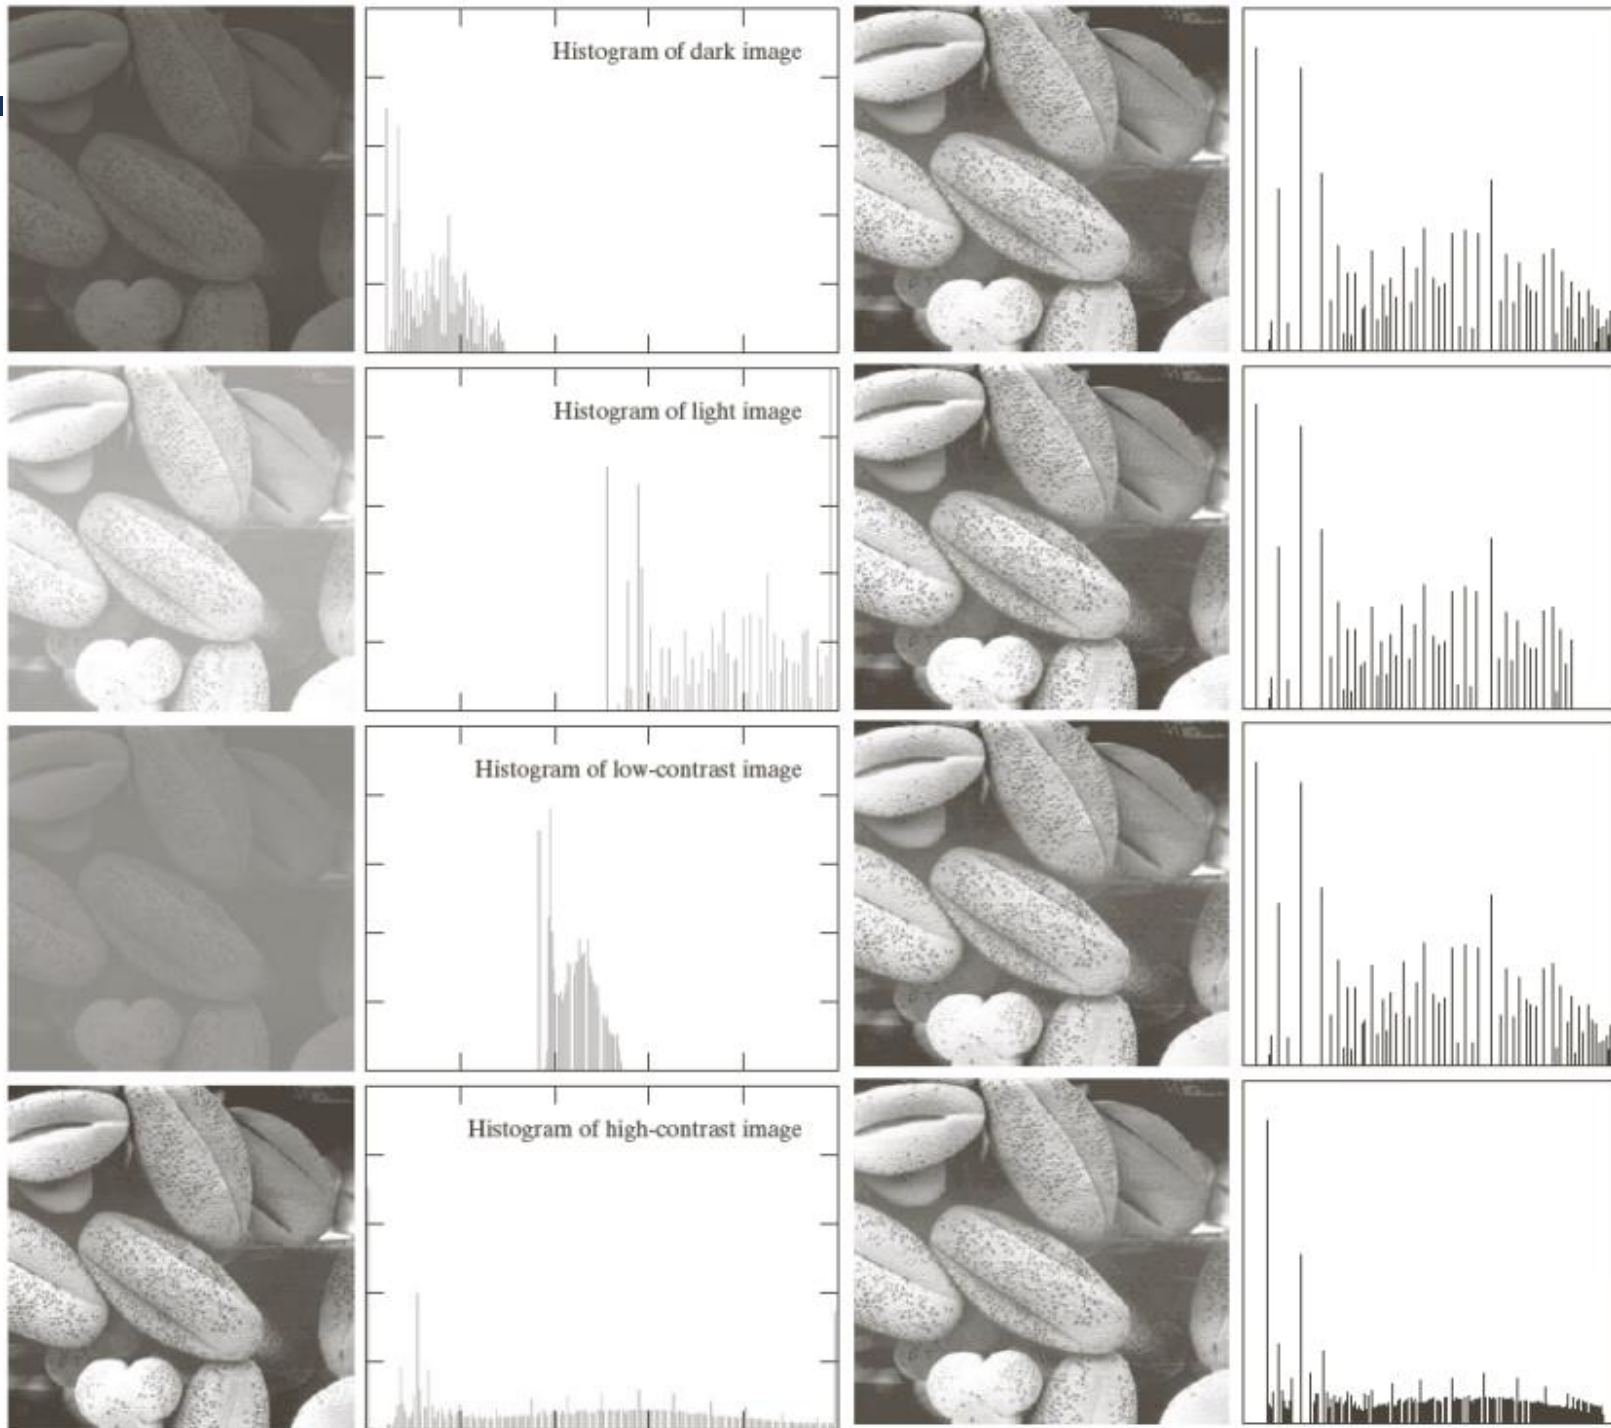 Histogram of dark image
Histogram of light image
Histogram of low-contrast image
Histogram of high-contrast image